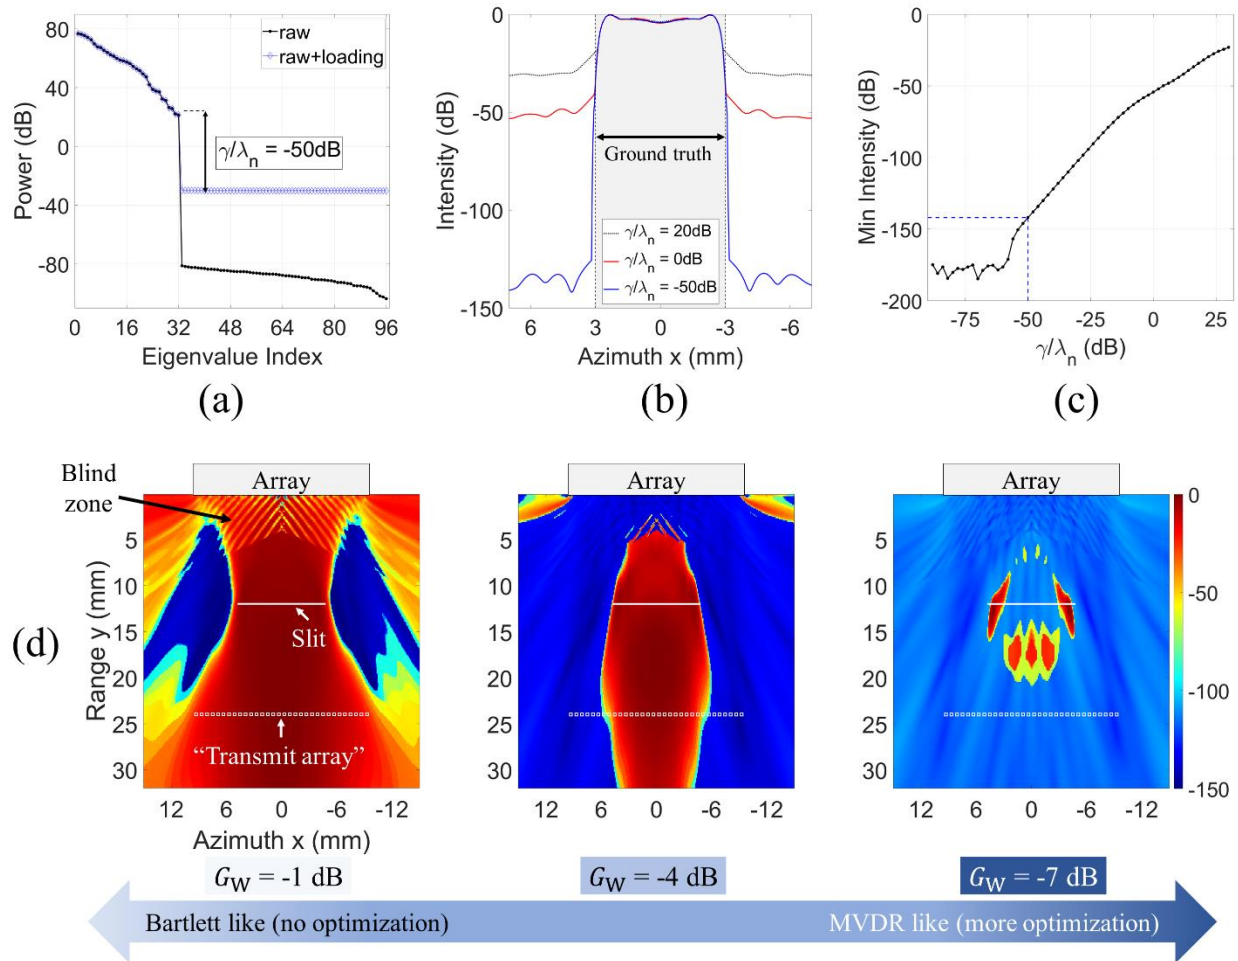 80
40
0
-40
-80
Power (dB)
raw
raw+loading
γ/λn = -50dB
0 16 32 48 64 80 96
Eigenvalue Index
(a)
0
-50
-100
-150
Intensity (dB)
Ground truth
γ/λn = 20dB
γ/λn = 0dB
γ/λn = -50dB
6 3 0 -3 -6
Azimuth x (mm)
(b)
0
-50
-100
-150
-200
Min Intensity (dB)
-75 -50 -25 0 25
γ/λn (dB)
(c)
(d)
Blind
zone
Array
5
10
15
20
25
30
Range y (mm)
Slit
“Transmit array”
12 6 0 -6 -12
Azimuth x (mm)
Array
5
10
15
20
25
30
12 6 0 -6 -12
Array
5
10
15
20
25
30
12 6 0 -6 -12
0
-50
-100
-150
GW = -1 dB
GW = -4 dB
GW = -7 dB
Bartlett like (no optimization)
MVDR like (more optimization)